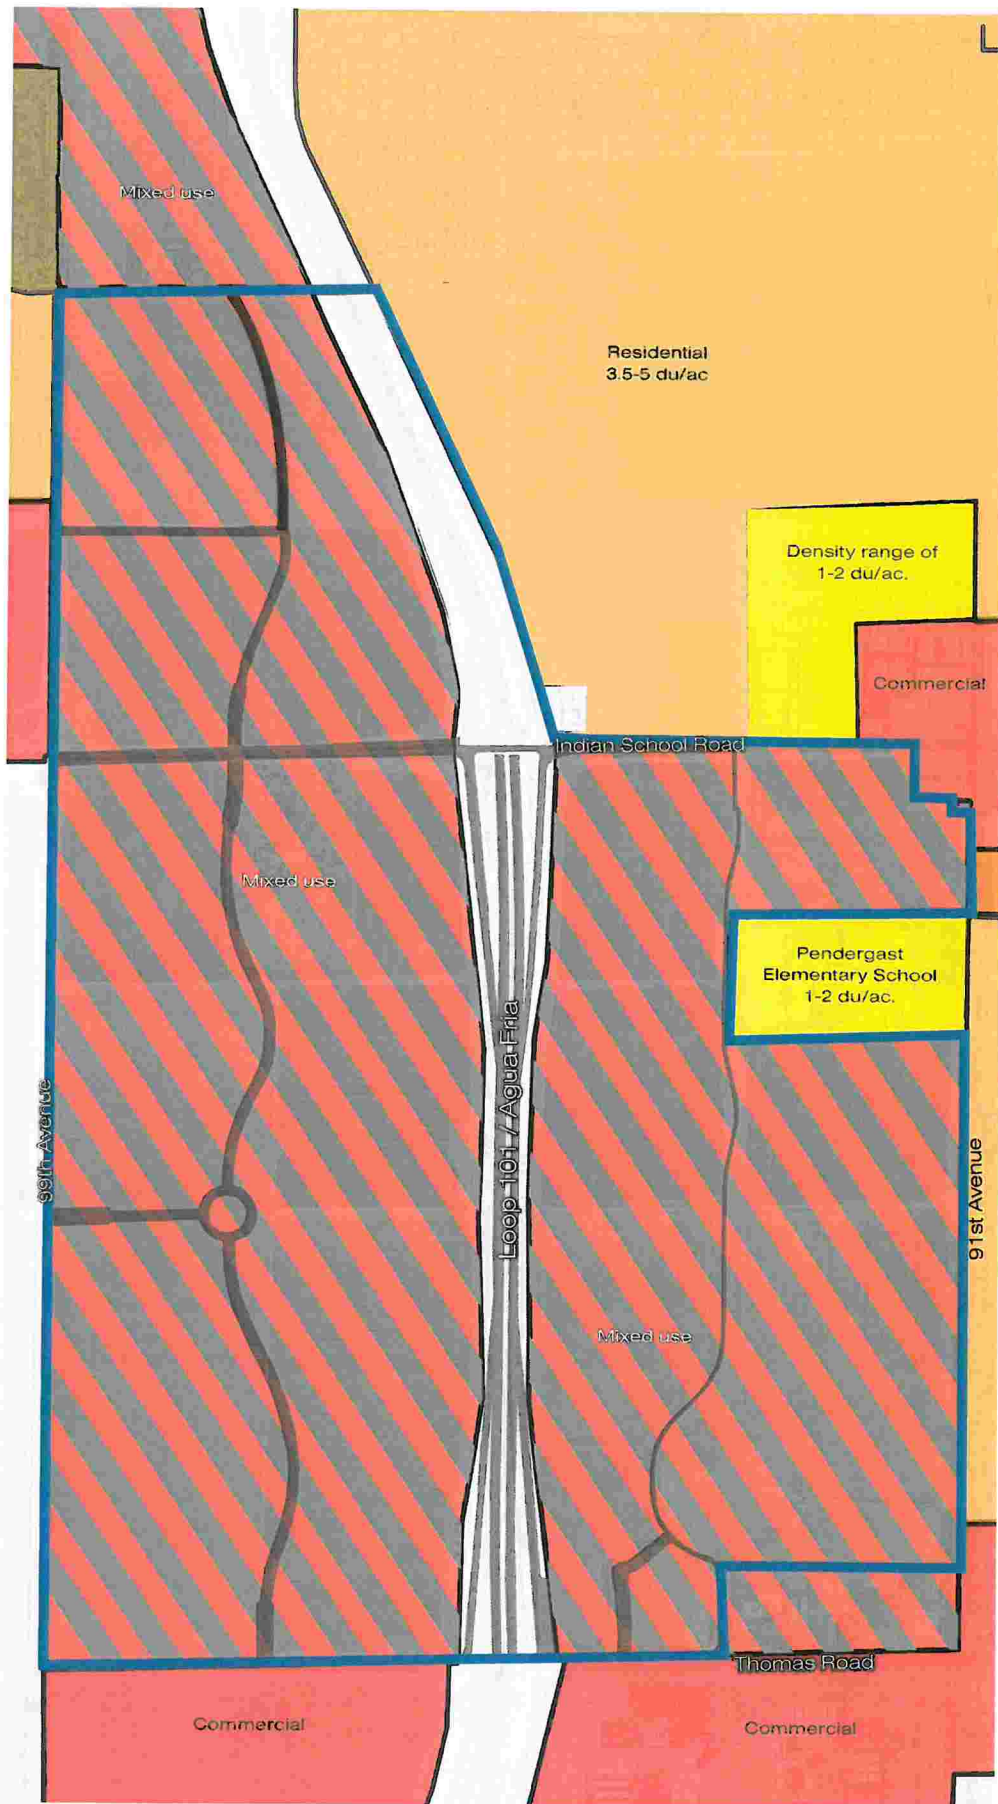 Mixed use
Residential
3.5-5 du/ac
Density range of
1-2 du/ac.
Commercial
Indian School Road
Mixed use
Pendergast
Elementary School
1-2 du/ac.
99th Avenue
Loop 101 / Agua Fria
91st Avenue
Mixed use
Thomas Road
Commercial
Commercial